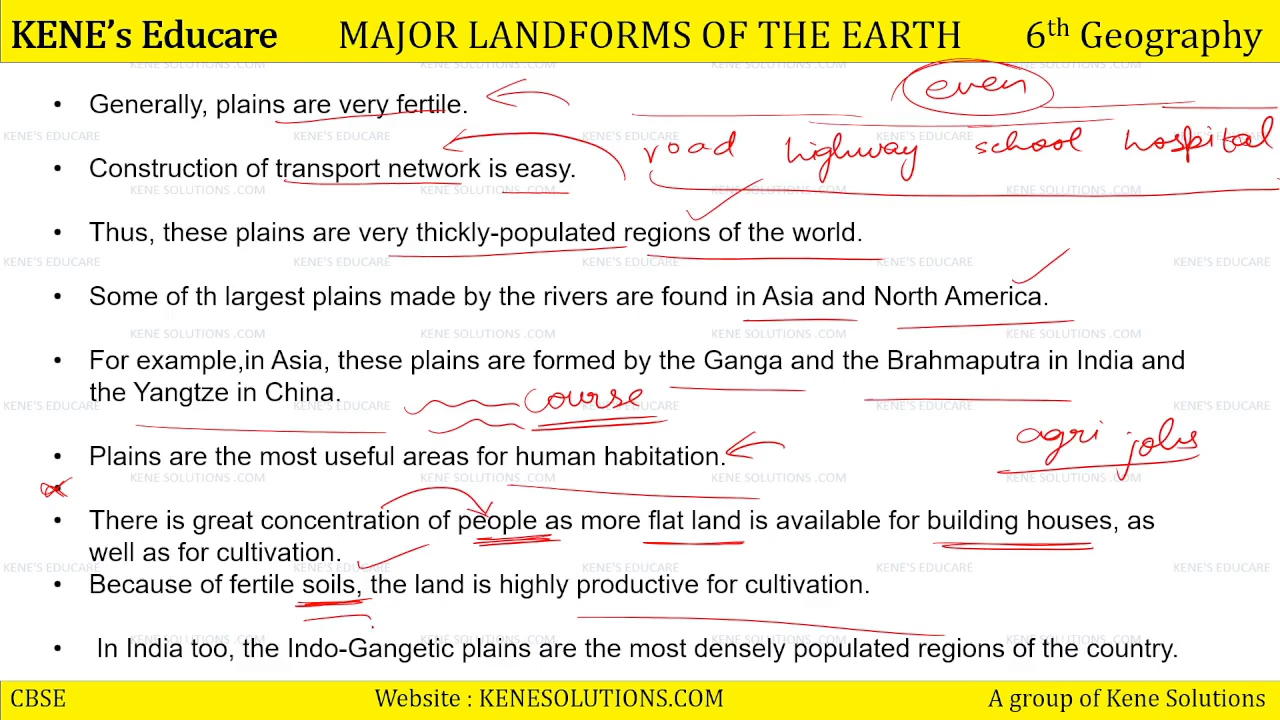 KENE's Educare MAJOR LANDFORMS OF THE EARTH 6th Geography
even
• Generally, plains are very fertile.
road highway school hospital
• Construction of transport network is easy.
• Thus, these plains are very thickly-populated regions of the world.
• Some of th largest plains made by the rivers are found in Asia and North America.
• For example,in Asia, these plains are formed by the Ganga and the Brahmaputra in India and
the Yangtze in China.
course
agri jobs
• Plains are the most useful areas for human habitation.
• There is great concentration of people as more flat land is available for building houses, as
well as for cultivation.
• Because of fertile soils, the land is highly productive for cultivation.
• In India too, the Indo-Gangetic plains are the most densely populated regions of the country.
CBSE Website : KENESOLUTIONS.COM A group of Kene Solutions